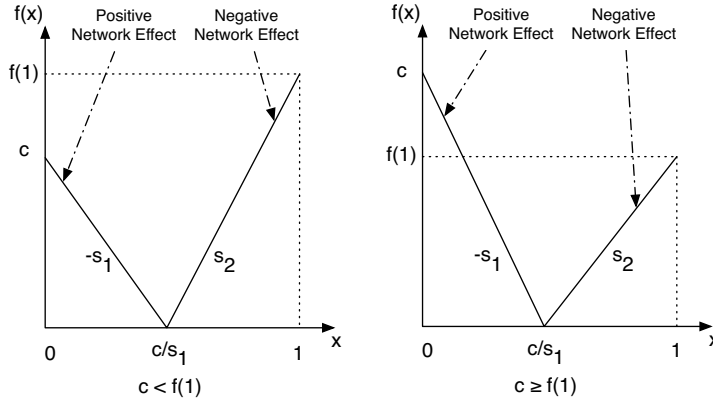 f(x)
Positive
Network Effect
Negative
Network Effect
f(1)
c
-s1
s2
0
c/s1
1
x
c < f(1)
f(x)
Positive
Network Effect
Negative
Network Effect
c
f(1)
-s1
s2
0
c/s1
1
x
c ≥ f(1)